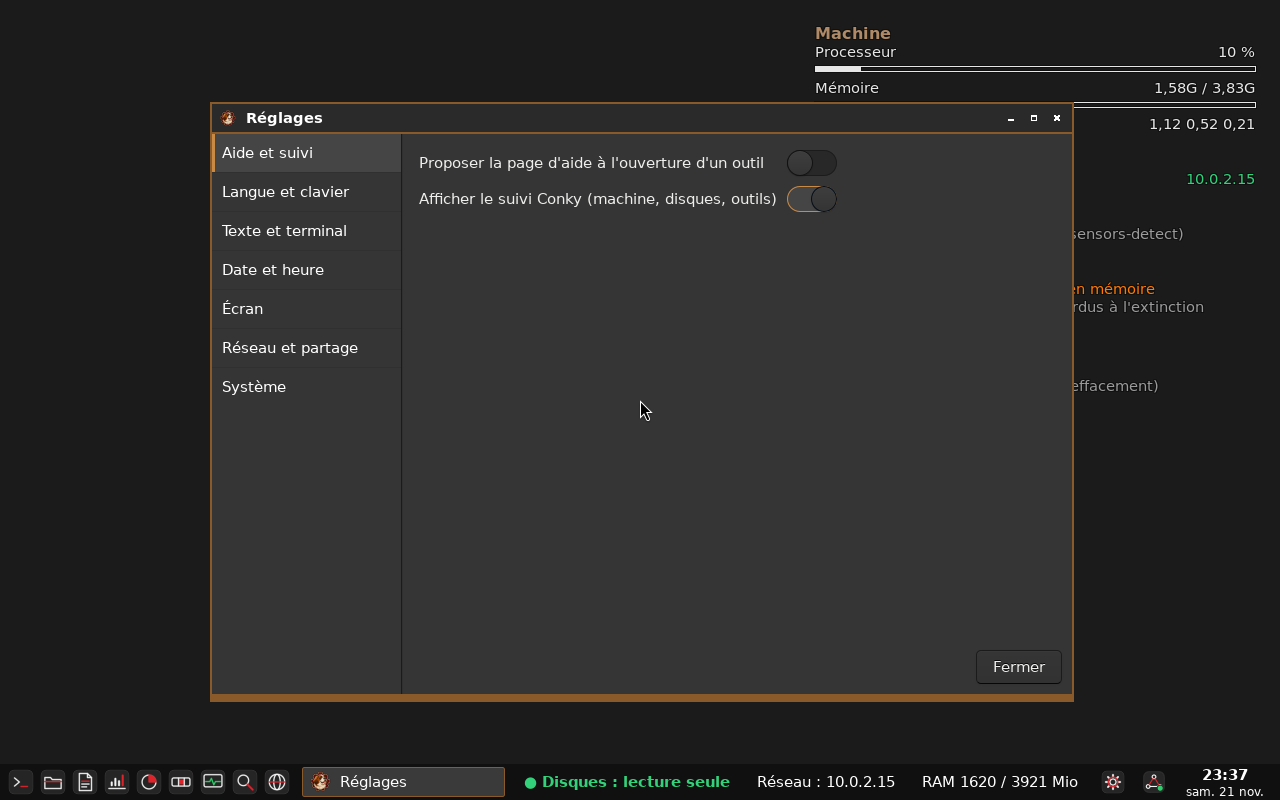 Machine
Processeur 10 %
Mémoire 1,58G / 3,83G
1,12 0,52 0,21
10.0.2.15
sensors-detect)
en mémoire
rdus à l'extinction
effacement)
Réglages
Aide et suivi
Langue et clavier
Texte et terminal
Date et heure
Écran
Réseau et partage
Système
Proposer la page d'aide à l'ouverture d'un outil
Afficher le suivi Conky (machine, disques, outils)
Fermer
Réglages
Disques : lecture seule
Réseau : 10.0.2.15
RAM 1620 / 3921 Mio
23:37
sam. 21 nov.